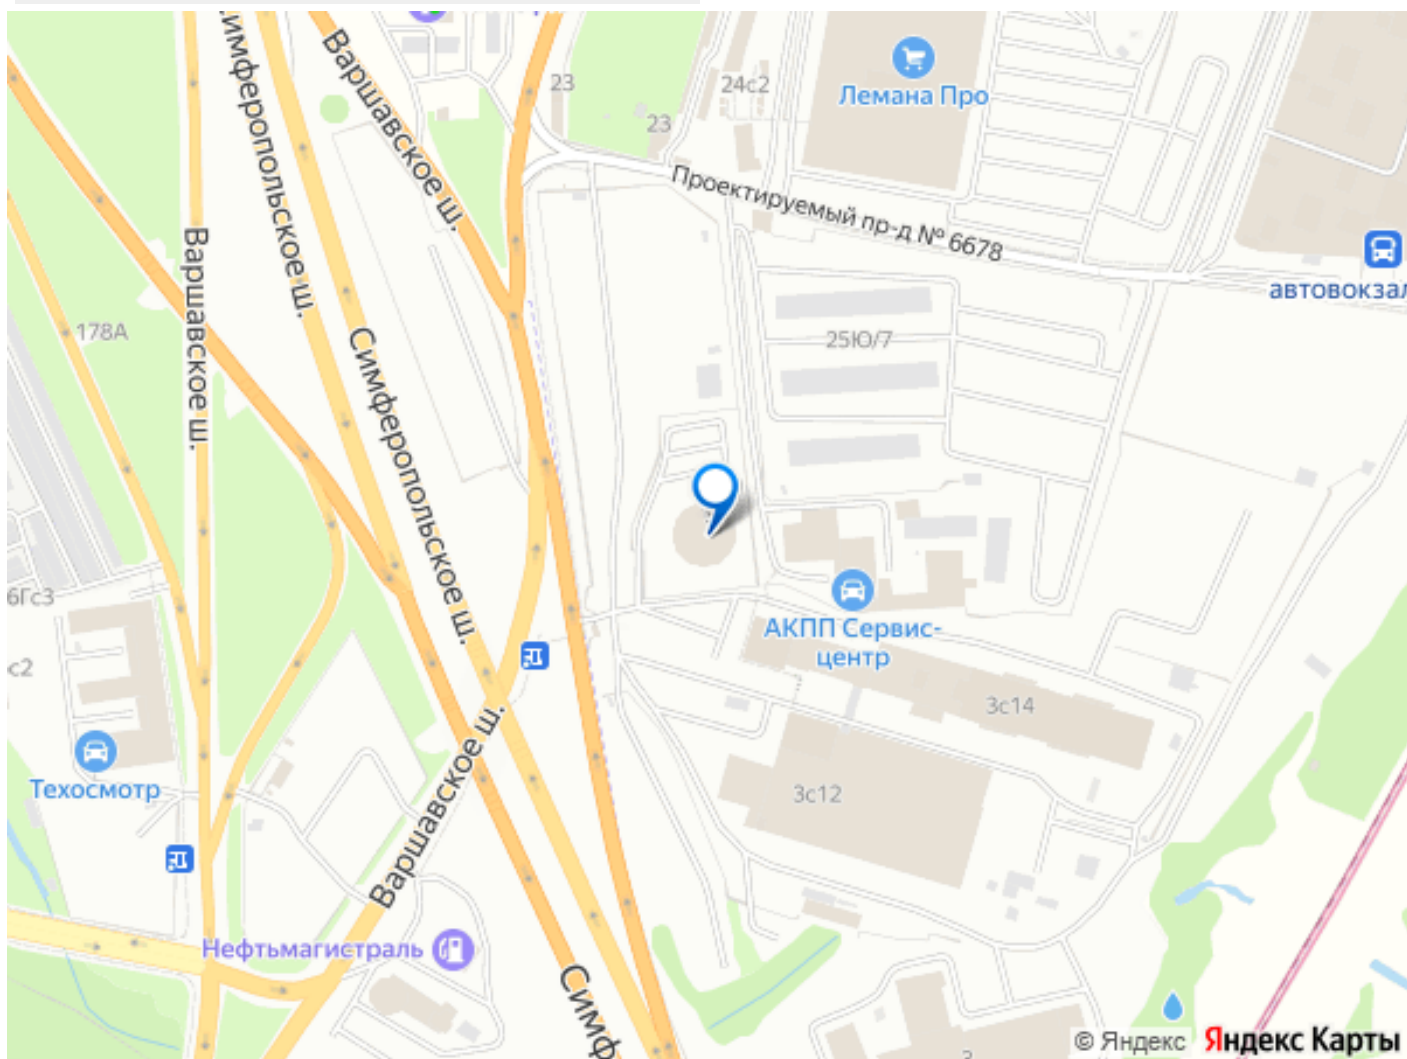 Симферопольское ш.
Варшавское ш.
23
24с2
23
Лемана Про
Проектируемый пр-д № 6678
автовокзал
Варшавское ш.
178А
Симферопольское ш.
25Ю/7
6Гс3
с2
АКПП Сервис-
центр
3с14
Техосмотр
3с12
Варшавское ш.
Нефтьмагистраль
Симф
3
© Яндекс
Яндекс Карты